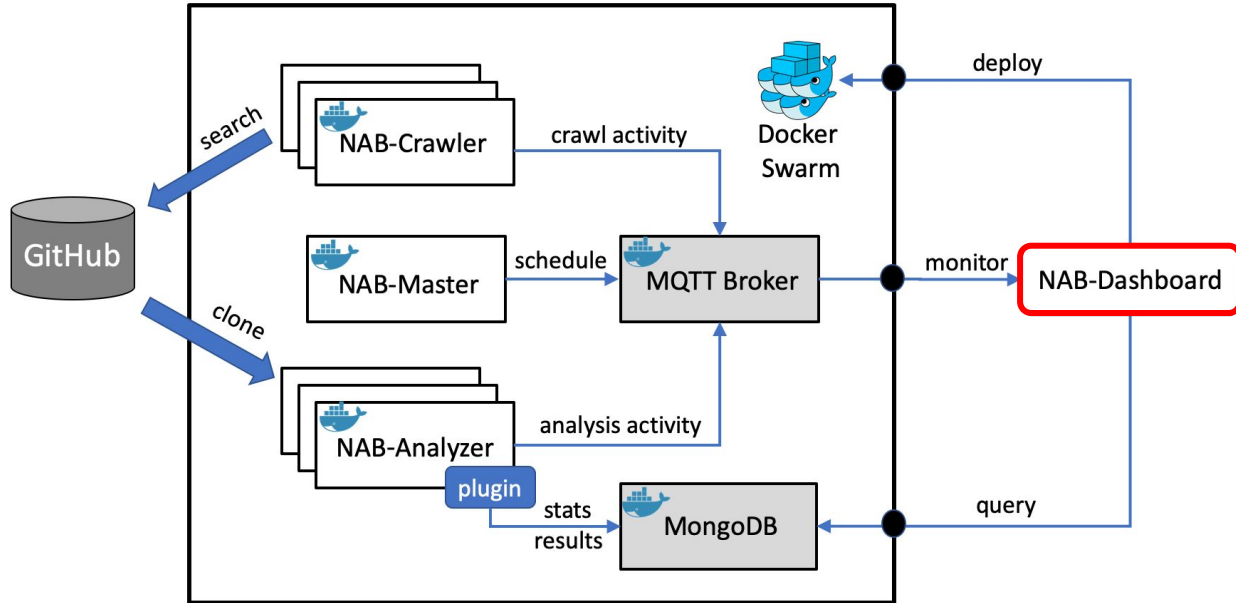 deploy
search
NAB-Crawler
crawl activity
Docker
Swarm
GitHub
NAB-Master
schedule
MQTT Broker
monitor
NAB-Dashboard
clone
NAB-Analyzer
analysis activity
plugin
stats
results
MongoDB
query